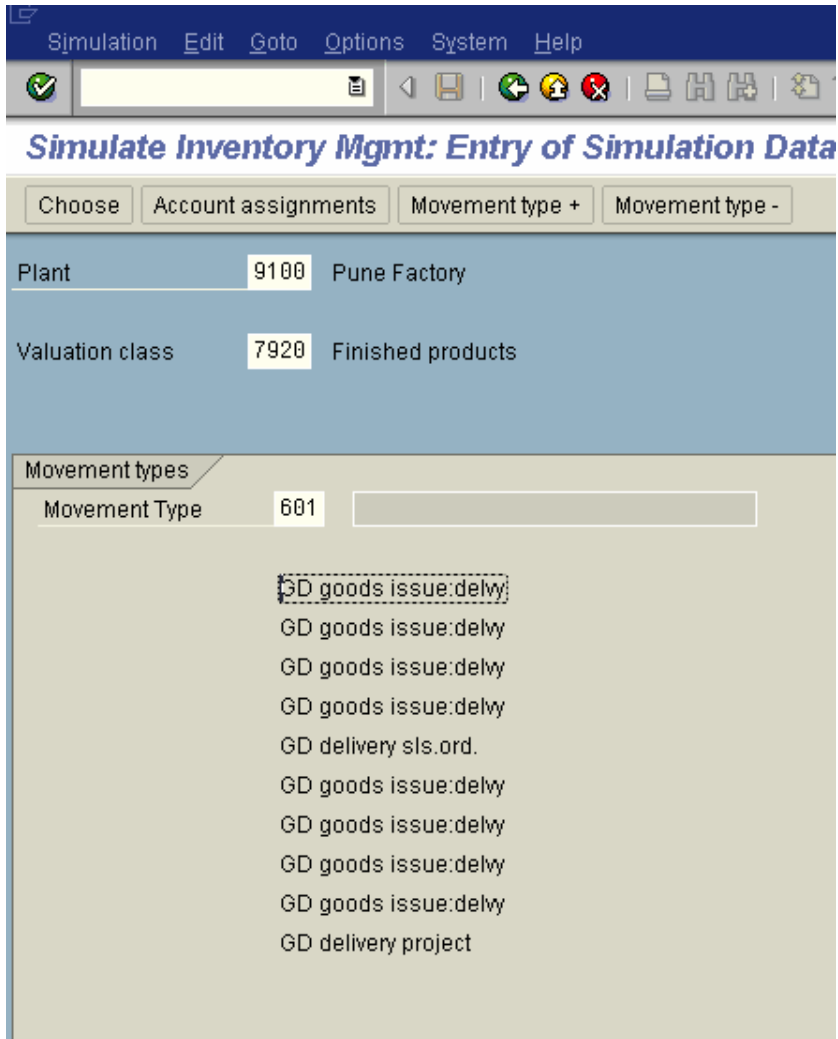 Simulation Edit Goto Options System Help
Simulate Inventory Mgmt: Entry of Simulation Data
Choose Account assignments Movement type + Movement type -
Plant 9100 Pune Factory
Valuation class 7920 Finished products
Movement types
Movement Type 601
GD goods issue:delvy
GD goods issue:delvy
GD goods issue:delvy
GD goods issue:delvy
GD delivery sls.ord.
GD goods issue:delvy
GD goods issue:delvy
GD goods issue:delvy
GD goods issue:delvy
GD delivery project